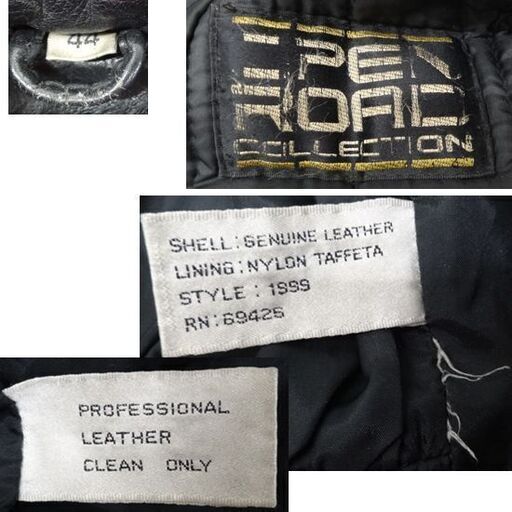 44
OPEN
ROAD
COLLECTION
SHELL: GENUINE LEATHER
LINING: NYLON TAFFETA
STYLE : 1999
RN: 69426
PROFESSIONAL
LEATHER
CLEAN ONLY